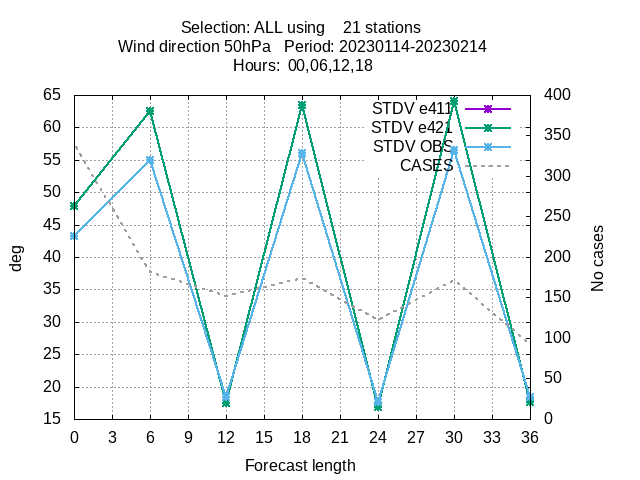 Selection: ALL using    21 stations
Wind direction 50hPa   Period: 20230114-20230214
Hours:  00,06,12,18
65
60
55
50
45
40
35
30
25
20
15
deg
400
350
300
250
200
150
100
50
0
No cases
STDV e411
STDV e421
STDV OBS
CASES
0 3 6 9 12 15 18 21 24 27 30 33 36
Forecast length